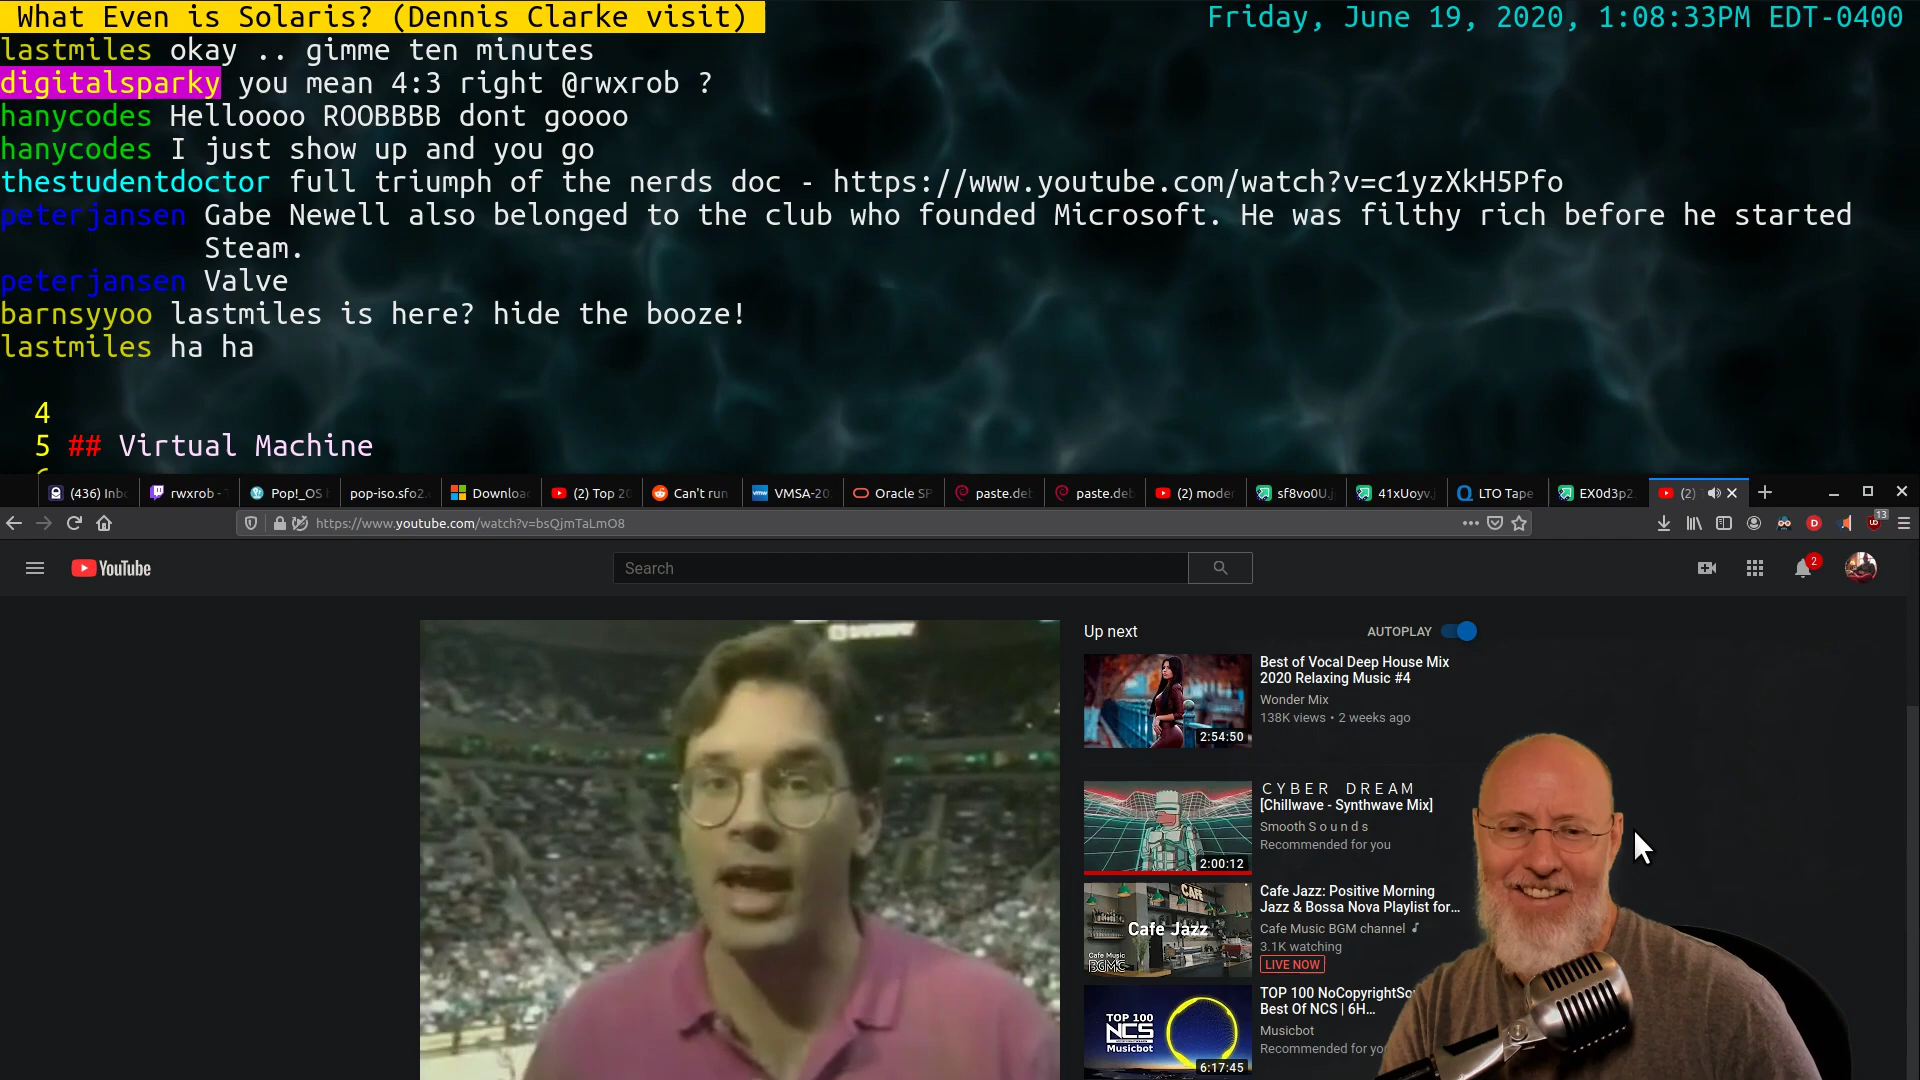 What Even is Solaris? (Dennis Clarke visit)
Friday, June 19, 2020, 1:08:33PM EDT-0400
lastmiles okay .. gimme ten minutes
digitalsparky you mean 4:3 right @rwxrob ?
hanycodes Helloooo ROOBBBB dont goooo
hanycodes I just show up and you go
thestudentdoctor full triumph of the nerds doc - https://www.youtube.com/watch?v=c1yzXkH5Pfo
peterjansen Gabe Newell also belonged to the club who founded Microsoft. He was filthy rich before he started
Steam.
peterjansen Valve
barnsyyoo lastmiles is here? hide the booze!
lastmiles ha ha
4
5 ## Virtual Machine
(436) Inb
rwxrob -
Pop!_OS
pop-iso.sfo2.
Downloa
(2) Top 20
Can't run
VMSA-20
Oracle SP
paste.de
paste.de
(2) moder
sf8vo0U.j
41xUoyv.j
LTO Tape
EX0d3p2
(2)
https://www.youtube.com/watch?v=bsQjmTaLmO8
13
YouTube
Search
2
Up next
AUTOPLAY
Best of Vocal Deep House Mix
2020 Relaxing Music #4
Wonder Mix
138K views • 2 weeks ago
2:54:50
CYBER DREAM
[Chillwave - Synthwave Mix]
Smooth S o u n d s
Recommended for you
2:00:12
CAFE
Cafe Jazz
Cafe Music
BGMC
Cafe Jazz: Positive Morning
Jazz & Bossa Nova Playlist for...
Cafe Music BGM channel
3.1K watching
LIVE NOW
TOP 100
NCS
Musicbot
6:17:45
TOP 100 NoCopyrightSo
Best Of NCS | 6H...
Musicbot
Recommended for yo